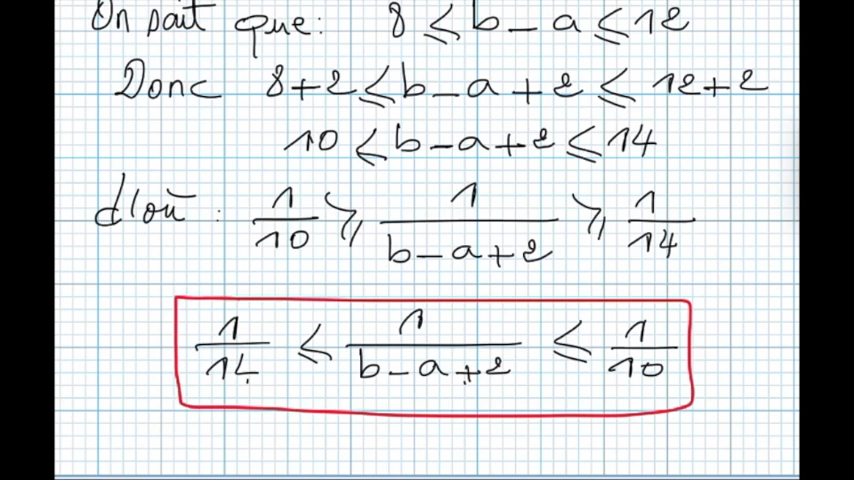 On sait que: 8 ⩽ b - a ⩽ 12
Donc 8+2 ⩽ b - a + 2 ⩽ 12+2
10 ⩽ b - a + 2 ⩽ 14
d'où : 1/10 ⩾ 1/(b - a + 2) ⩾ 1/14
1/14 ⩽ 1/(b - a + 2) ⩽ 1/10